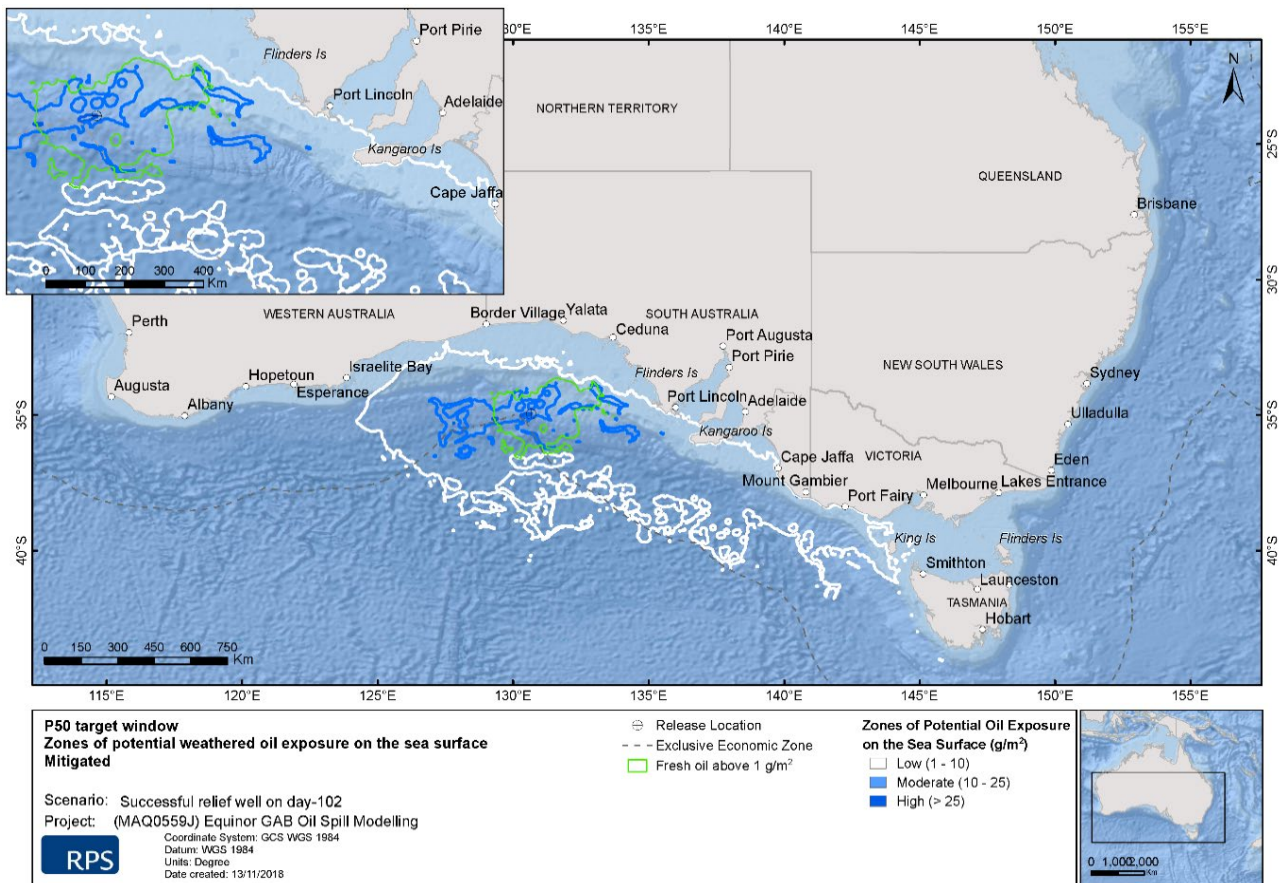 130°E
135°E
140°E
145°E
150°E
155°E
Port Pirie
Flinders Is
Port Lincoln
Adelaide
Kangaroo Is
Cape Jaffa
0 100 200 300 400
Km
N
NORTHERN TERRITORY
QUEENSLAND
Brisbane
25°S
30°S
Perth
WESTERN AUSTRALIA
Border Village
Yalata
Ceduna
SOUTH AUSTRALIA
Port Augusta
Port Pirie
NEW SOUTH WALES
Sydney
Augusta
Hopetoun
Israelite Bay
Esperance
Albany
Flinders Is
Port Lincoln
Adelaide
Kangaroo Is
Ulladulla
35°S
35°S
Cape Jaffa
VICTORIA
Eden
Mount Gambier
Melbourne
Lakes Entrance
Port Fairy
King Is
Flinders Is
40°S
40°S
Smithton
Launceston
TASMANIA
Hobart
0 150 300 450 600 750
Km
115°E
120°E
125°E
130°E
135°E
140°E
145°E
150°E
155°E
P50 target window
Zones of potential weathered oil exposure on the sea surface
Mitigated
Scenario: Successful relief well on day-102
Project: (MAQ0559J) Equinor GAB Oil Spill Modelling
RPS
Coordinate System: GCS WGS 1984
Datum: WGS 1984
Units: Degree
Date created: 13/11/2018
Release Location
Exclusive Economic Zone
Fresh oil above 1 g/m²
Zones of Potential Oil Exposure
on the Sea Surface (g/m²)
Low (1 - 10)
Moderate (10 - 25)
High (> 25)
0 1,000 2,000
Km